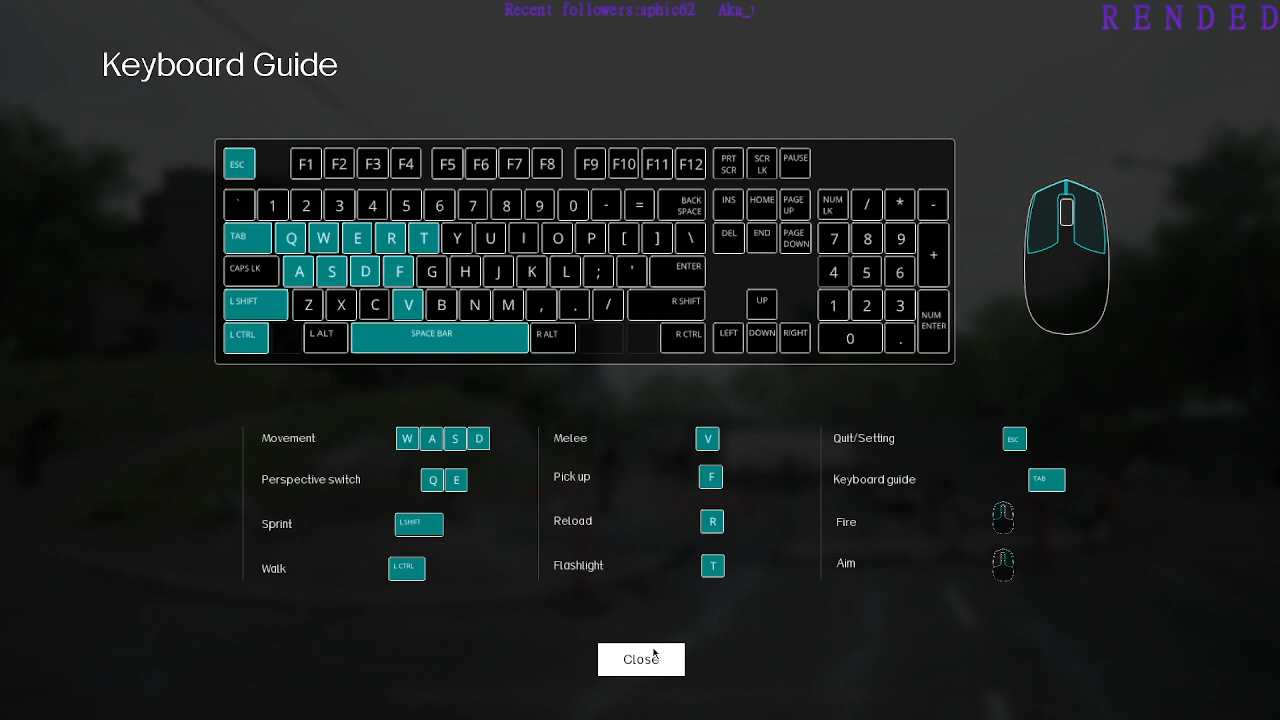 Recent followers:aphic62 Aka_
RENDED
Keyboard Guide
ESC F1 F2 F3 F4 F5 F6 F7 F8 F9 F10 F11 F12 PRT SCR SCR LK PAUSE
` 1 2 3 4 5 6 7 8 9 0 - = BACK SPACE INS HOME PAGE UP NUM LK / * -
TAB Q W E R T Y U I O P [ ] \ DEL END PAGE DOWN 7 8 9 +
CAPS LK A S D F G H J K L ; ' ENTER 4 5 6
L SHIFT Z X C V B N M , . / R SHIFT UP 1 2 3 NUM ENTER
L CTRL L ALT SPACE BAR R ALT R CTRL LEFT DOWN RIGHT 0 .
Movement W A S D
Perspective switch Q E
Sprint L SHIFT
Walk L CTRL
Melee V
Pick up F
Reload R
Flashlight T
Quit/Setting ESC
Keyboard guide TAB
Fire
Aim
Close